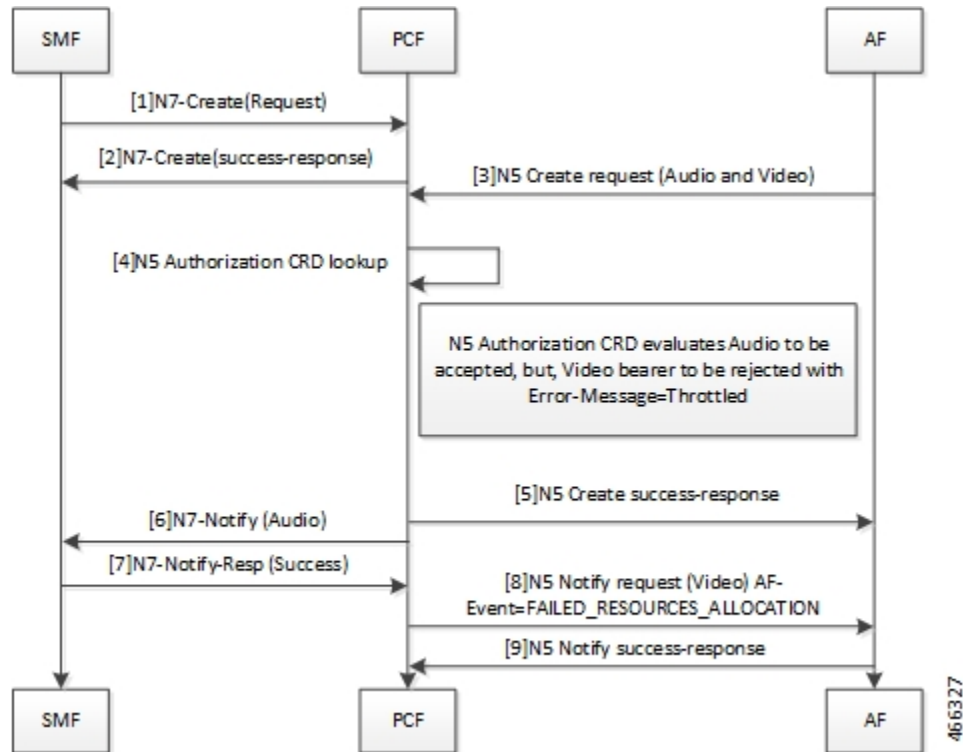 SMF
PCF
AF
[1]N7-Create(Request)
[2]N7-Create(success-response)
[3]N5 Create request (Audio and Video)
[4]N5 Authorization CRD lookup
N5 Authorization CRD evaluates Audio to be
accepted, but, Video bearer to be rejected with
Error-Message=Throttled
[5]N5 Create success-response
[6]N7-Notify (Audio)
[7]N7-Notify-Resp (Success)
[8]N5 Notify request (Video) AF-
Event=FAILED_RESOURCES_ALLOCATION
[9]N5 Notify success-response
SMF
PCF
AF
466327